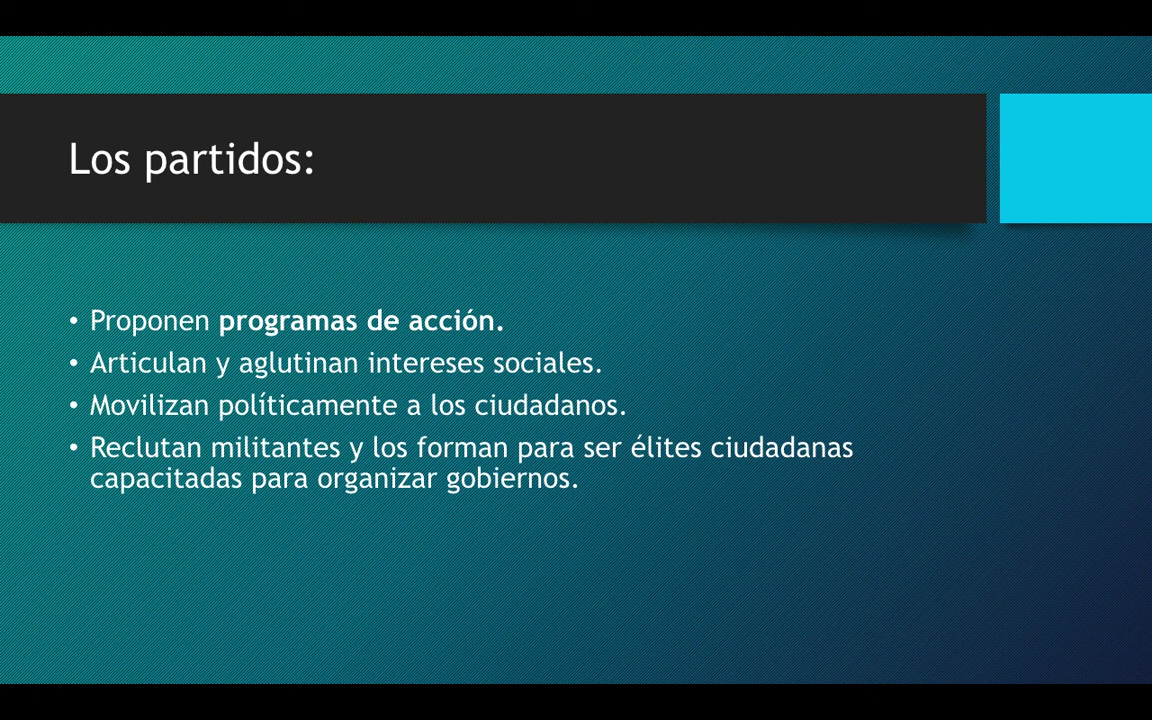 Los partidos:
• Proponen programas de acción.
• Articulan y aglutinan intereses sociales.
• Movilizan políticamente a los ciudadanos.
• Reclutan militantes y los forman para ser élites ciudadanas
capacitadas para organizar gobiernos.